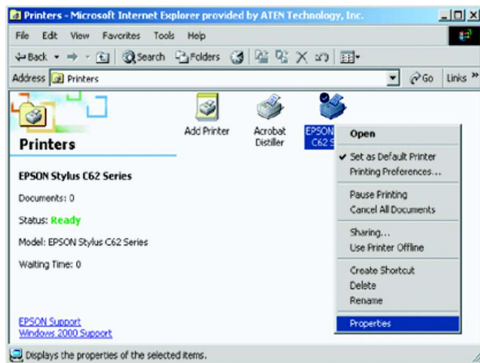 Printers - Microsoft Internet Explorer provided by ATEN Technology, Inc.
File Edit View Favorites Tools Help
Back Search Folders
Address Printers Go Links »
Printers
EPSON Stylus C62 Series
Documents: 0
Status: Ready
Model: EPSON Stylus C62 Series
Waiting Time: 0
EPSON Support
Windows 2000 Support
Add Printer
Acrobat
Distiller
EPSON
C62 S
Open
Set as Default Printer
Printing Preferences...
Pause Printing
Cancel All Documents
Sharing...
Use Printer Offline
Create Shortcut
Delete
Rename
Properties
Displays the properties of the selected items.